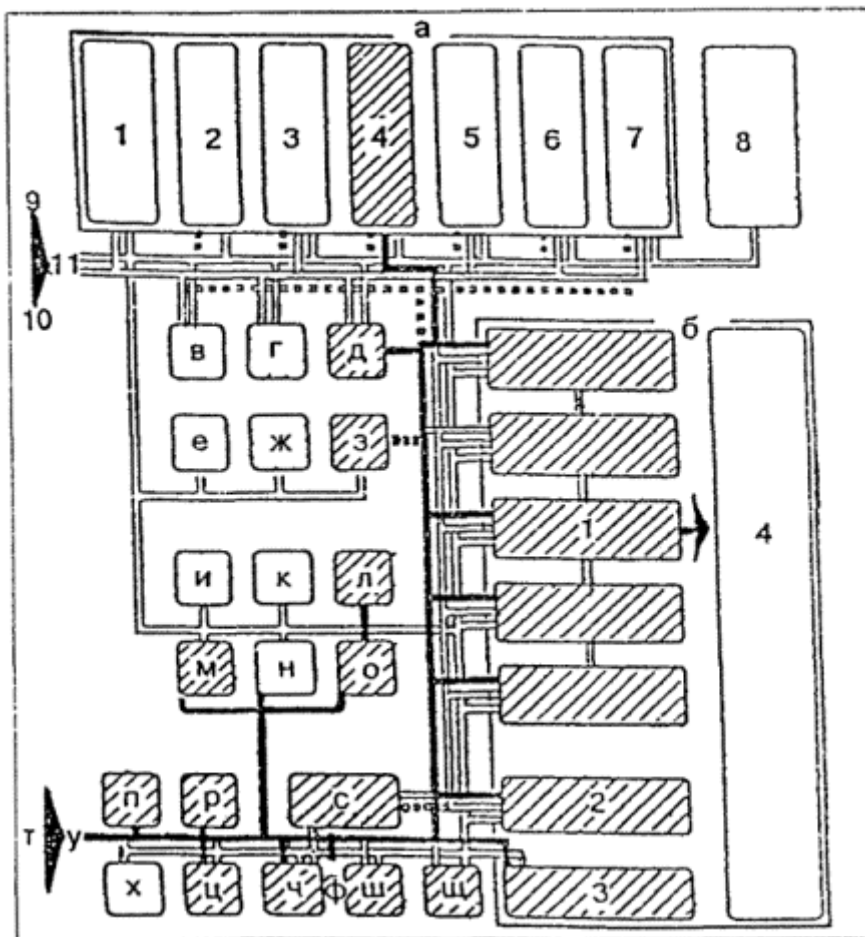 а
1 2 3 4 5 6 7 8
9
11
10
в г д
б
е ж з
1
4
и к л
м н о
п р с
2
т у
х ц ч ф ш щ
3